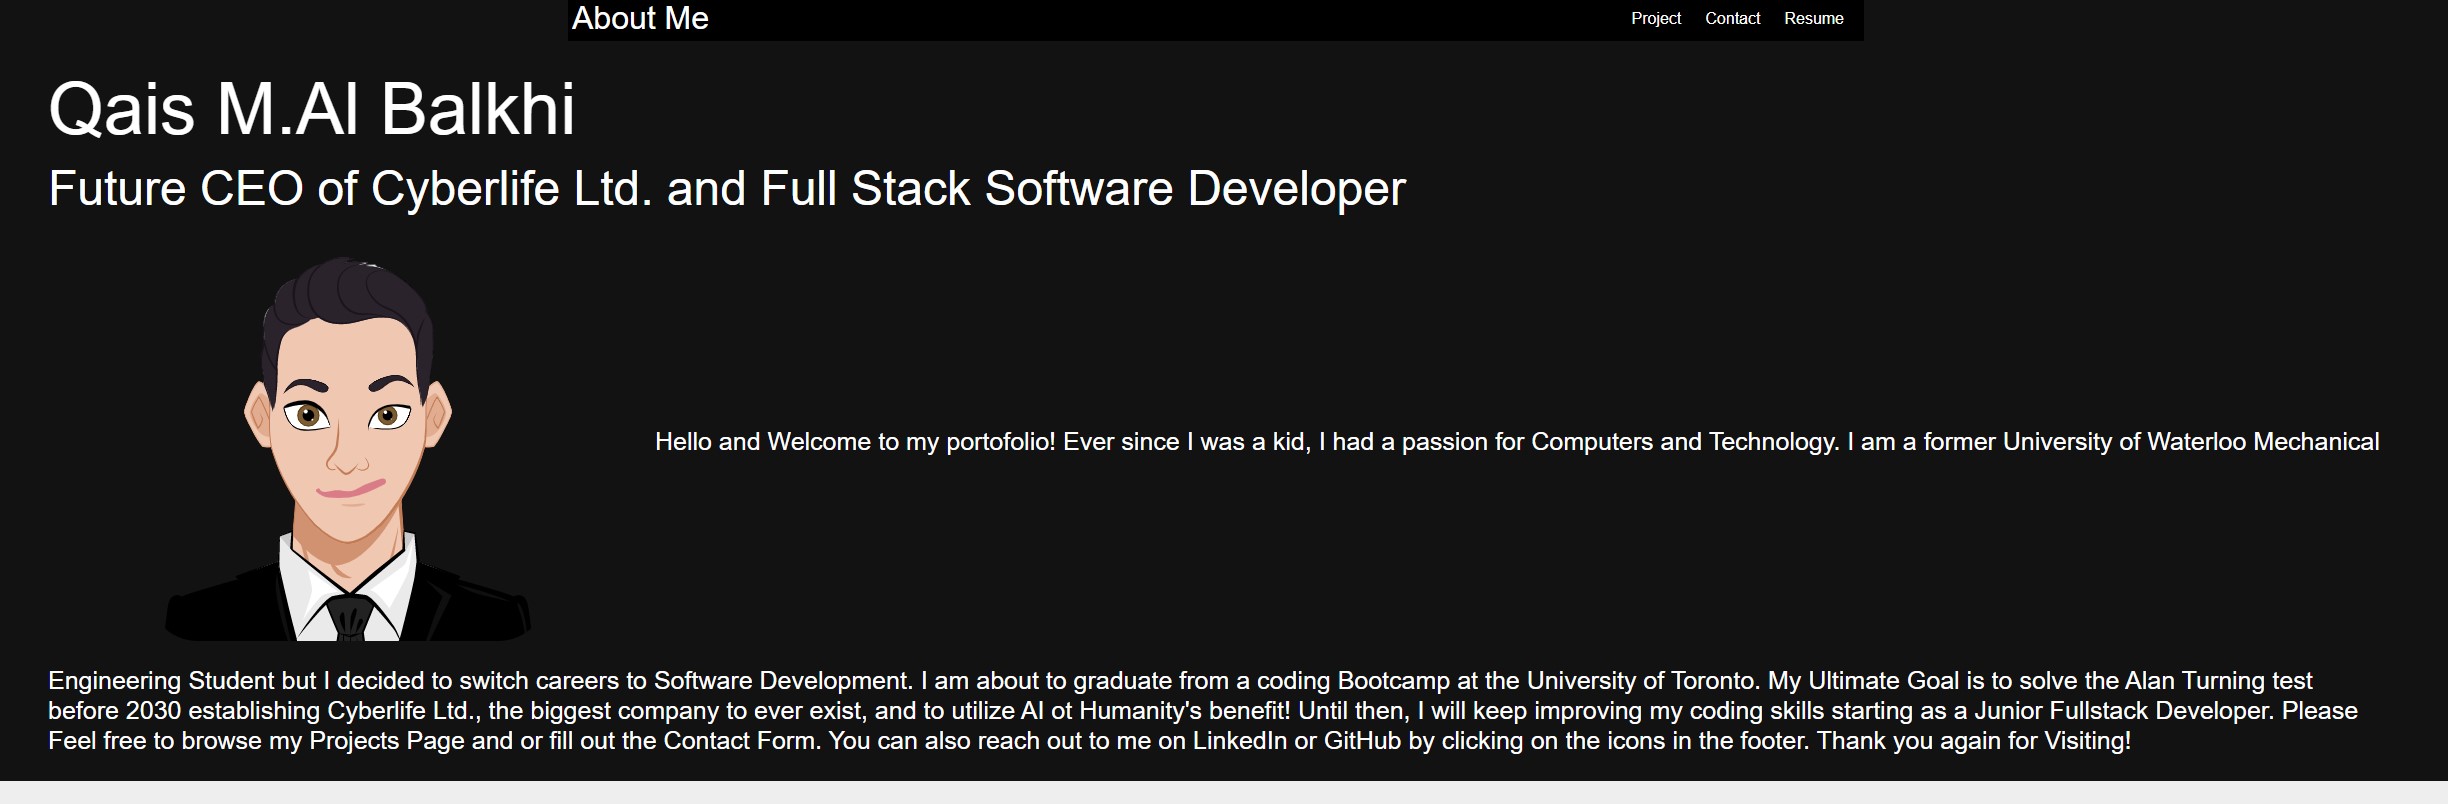 About Me
Project Contact Resume
Qais M.Al Balkhi
Future CEO of Cyberlife Ltd. and Full Stack Software Developer
Hello and Welcome to my portofolio! Ever since I was a kid, I had a passion for Computers and Technology. I am a former University of Waterloo Mechanical
Engineering Student but I decided to switch careers to Software Development. I am about to graduate from a coding Bootcamp at the University of Toronto. My Ultimate Goal is to solve the Alan Turning test
before 2030 establishing Cyberlife Ltd., the biggest company to ever exist, and to utilize AI ot Humanity's benefit! Until then, I will keep improving my coding skills starting as a Junior Fullstack Developer. Please
Feel free to browse my Projects Page and or fill out the Contact Form. You can also reach out to me on LinkedIn or GitHub by clicking on the icons in the footer. Thank you again for Visiting!